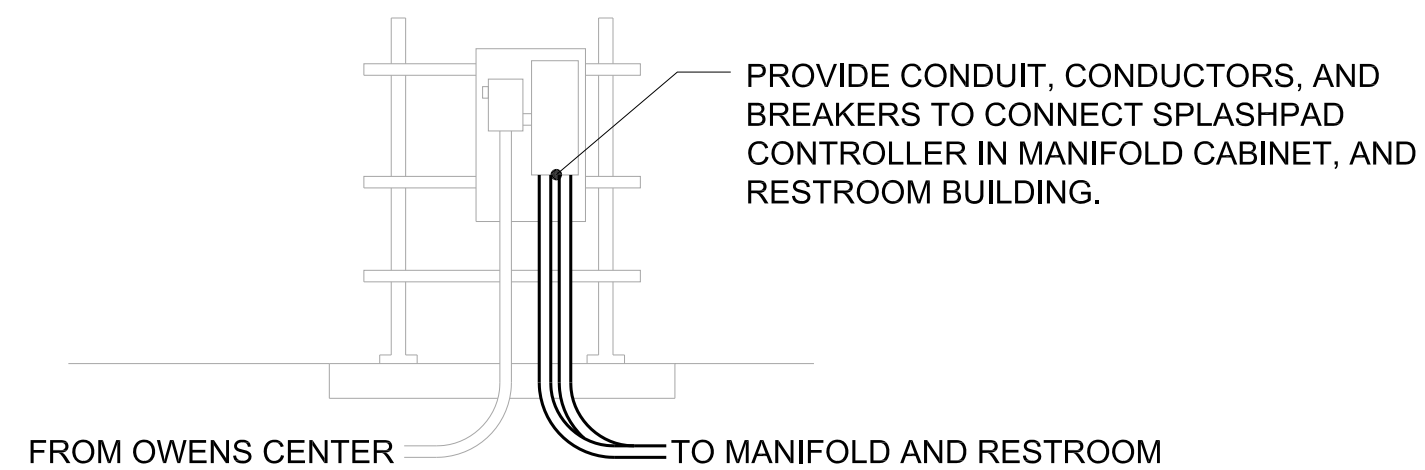 PROVIDE CONDUIT, CONDUCTORS, AND
BREAKERS TO CONNECT SPLASHPAD
CONTROLLER IN MANIFOLD CABINET, AND
RESTROOM BUILDING.
FROM OWENS CENTER
TO MANIFOLD AND RESTROOM